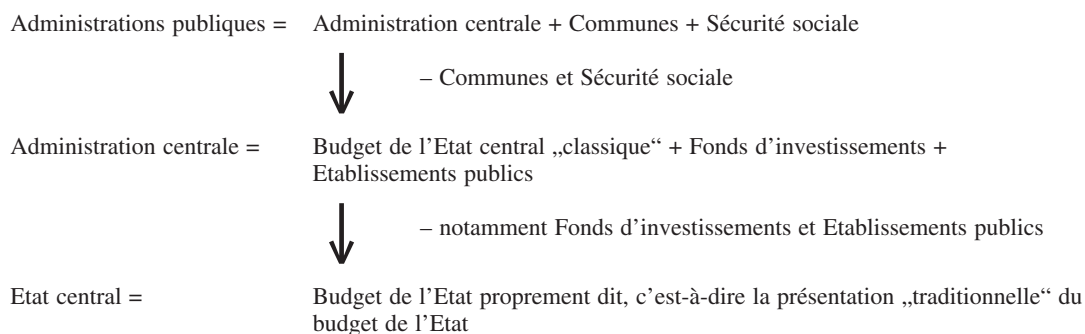 Administrations publiques = Administration centrale + Communes + Sécurité sociale
– Communes et Sécurité sociale
Administration centrale = Budget de l’Etat central „classique“ + Fonds d’investissements +
Etablissements publics
– notamment Fonds d’investissements et Etablissements publics
Etat central = Budget de l’Etat proprement dit, c’est-à-dire la présentation „traditionnelle“ du
budget de l’Etat